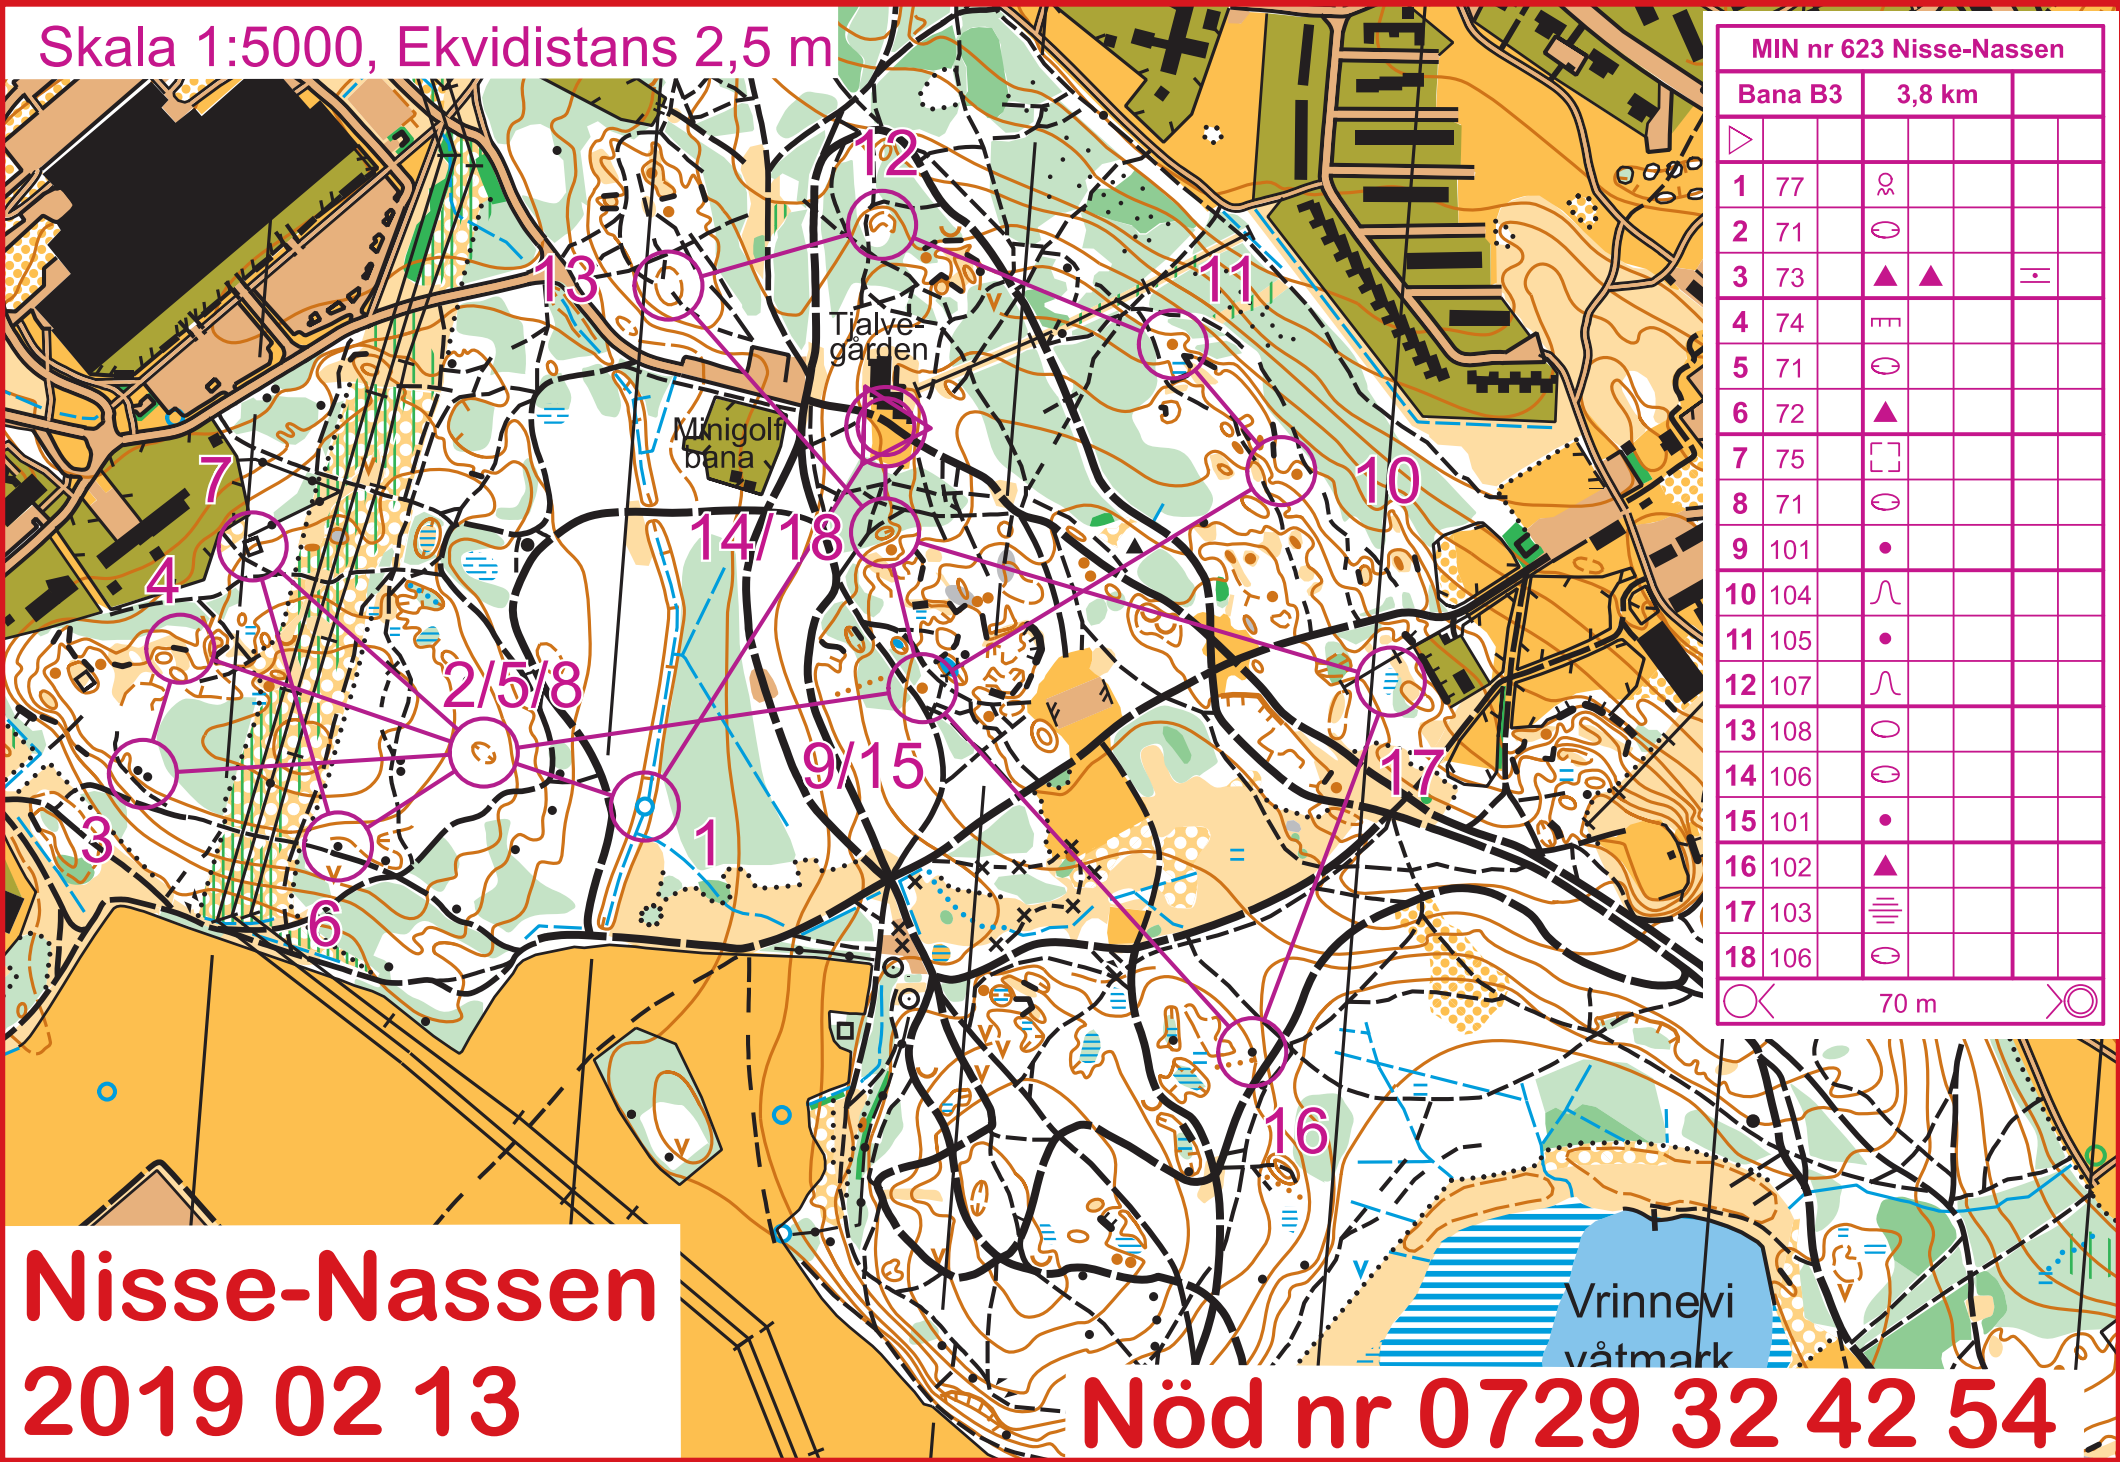 Skala 1:5000, Ekvidistans 2,5 m
MIN nr 623 Nisse-Nassen
Bana B3 3,8 km
1 77
2 71
3 73
4 74
5 71
6 72
7 75
8 71
9 101
10 104
11 105
12 107
13 108
14 106
15 101
16 102
17 103
18 106
70 m
12
13
11
Tjalve-
gården
Minigolf
bana
7
10
14/18
4
2/5/8
9/15
17
3
1
6
16
Vrinnevi
våtmark
Nisse-Nassen
2019 02 13
Nöd nr 0729 32 42 54